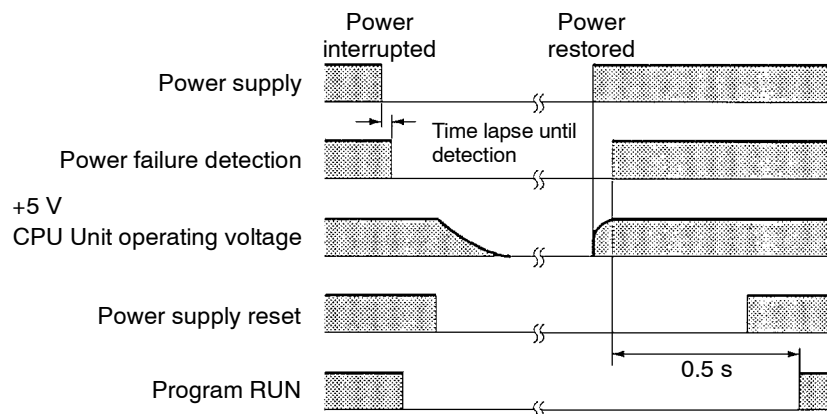 Power
interrupted
Power
restored
Power supply
Time lapse until
detection
Power failure detection
+5 V
CPU Unit operating voltage
Power supply reset
0.5 s
Program RUN